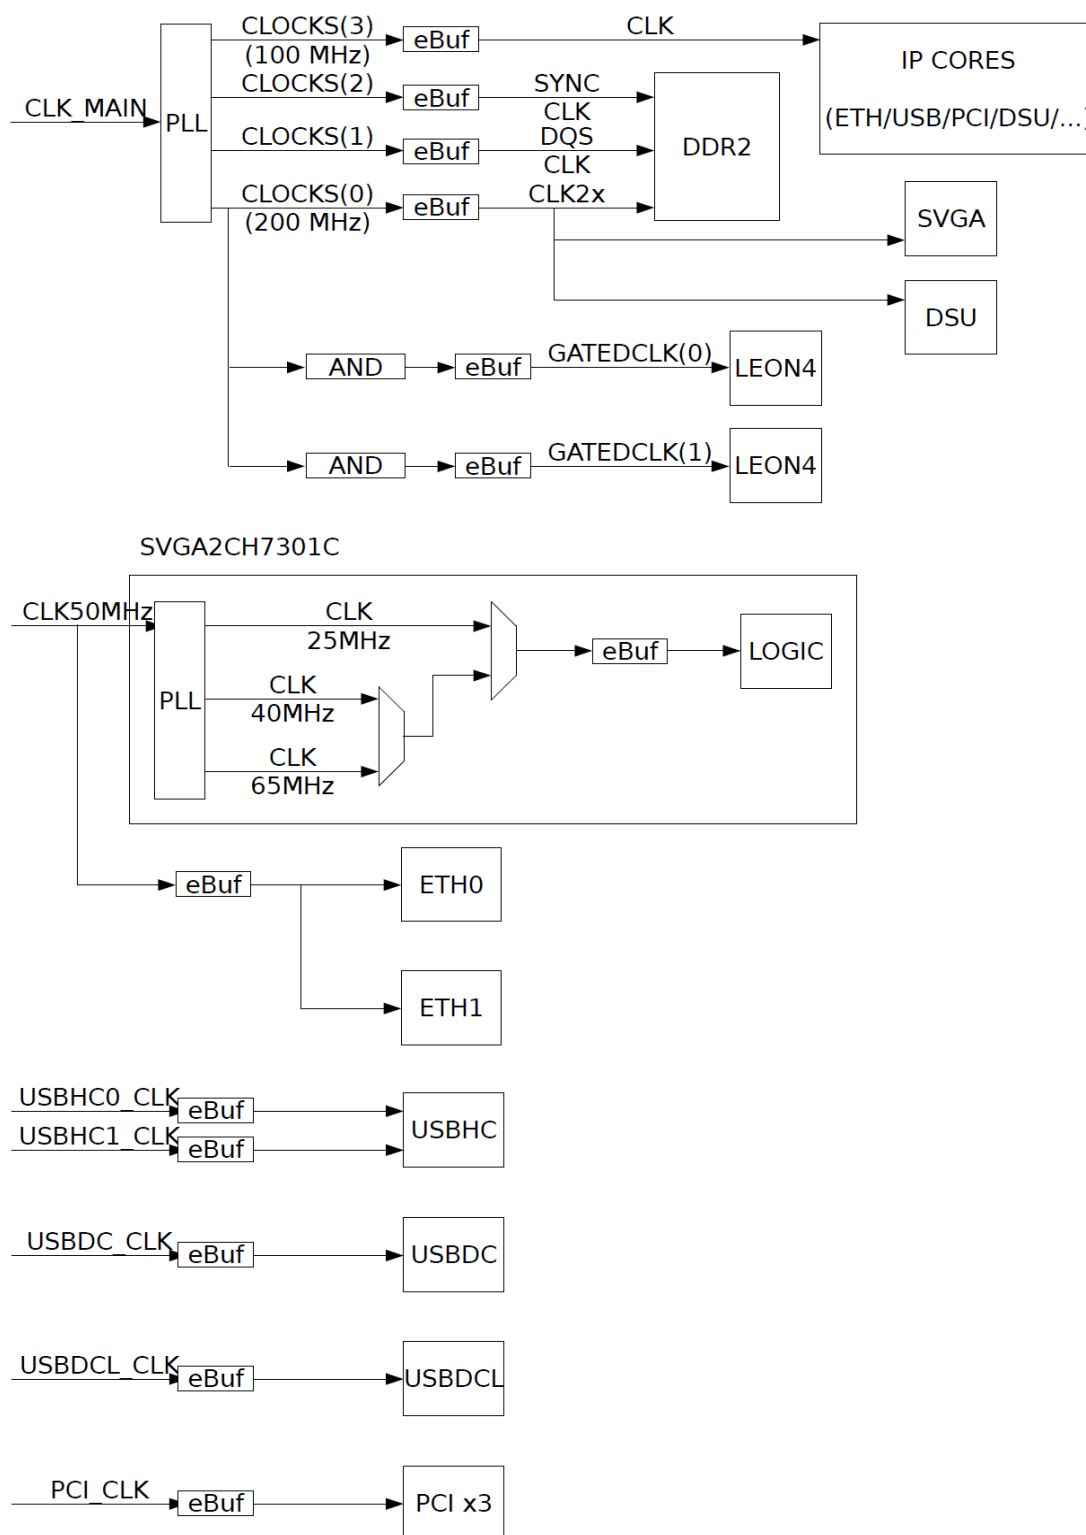 CLOCKS(3)
(100 MHz)
eBuf
CLK
IP CORES
(ETH/USB/PCI/DSU/...)
CLK_MAIN
PLL
CLOCKS(2)
eBuf
SYNC
CLK
CLOCKS(1)
eBuf
DQS
CLK
DDR2
CLOCKS(0)
(200 MHz)
eBuf
CLK2x
SVGA
DSU
AND
eBuf
GATEDCLK(0)
LEON4
AND
eBuf
GATEDCLK(1)
LEON4
SVGA2CH7301C
CLK50MHz
PLL
CLK
25MHz
CLK
40MHz
CLK
65MHz
eBuf
LOGIC
eBuf
ETH0
ETH1
USBHC0_CLK
eBuf
USBHC1_CLK
eBuf
USBHC
USBDC_CLK
eBuf
USBDC
USBDCL_CLK
eBuf
USBDCL
PCI_CLK
eBuf
PCI x3